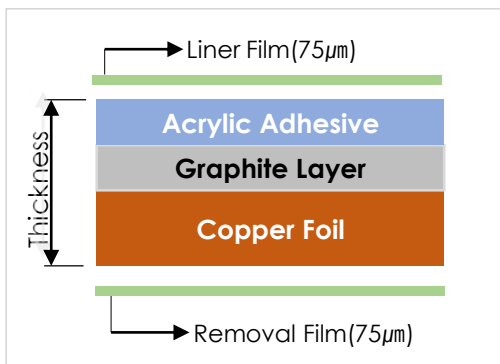 Liner Film(75㎛)
Acrylic Adhesive
Graphite Layer
Copper Foil
Thickness
Removal Film(75㎛)